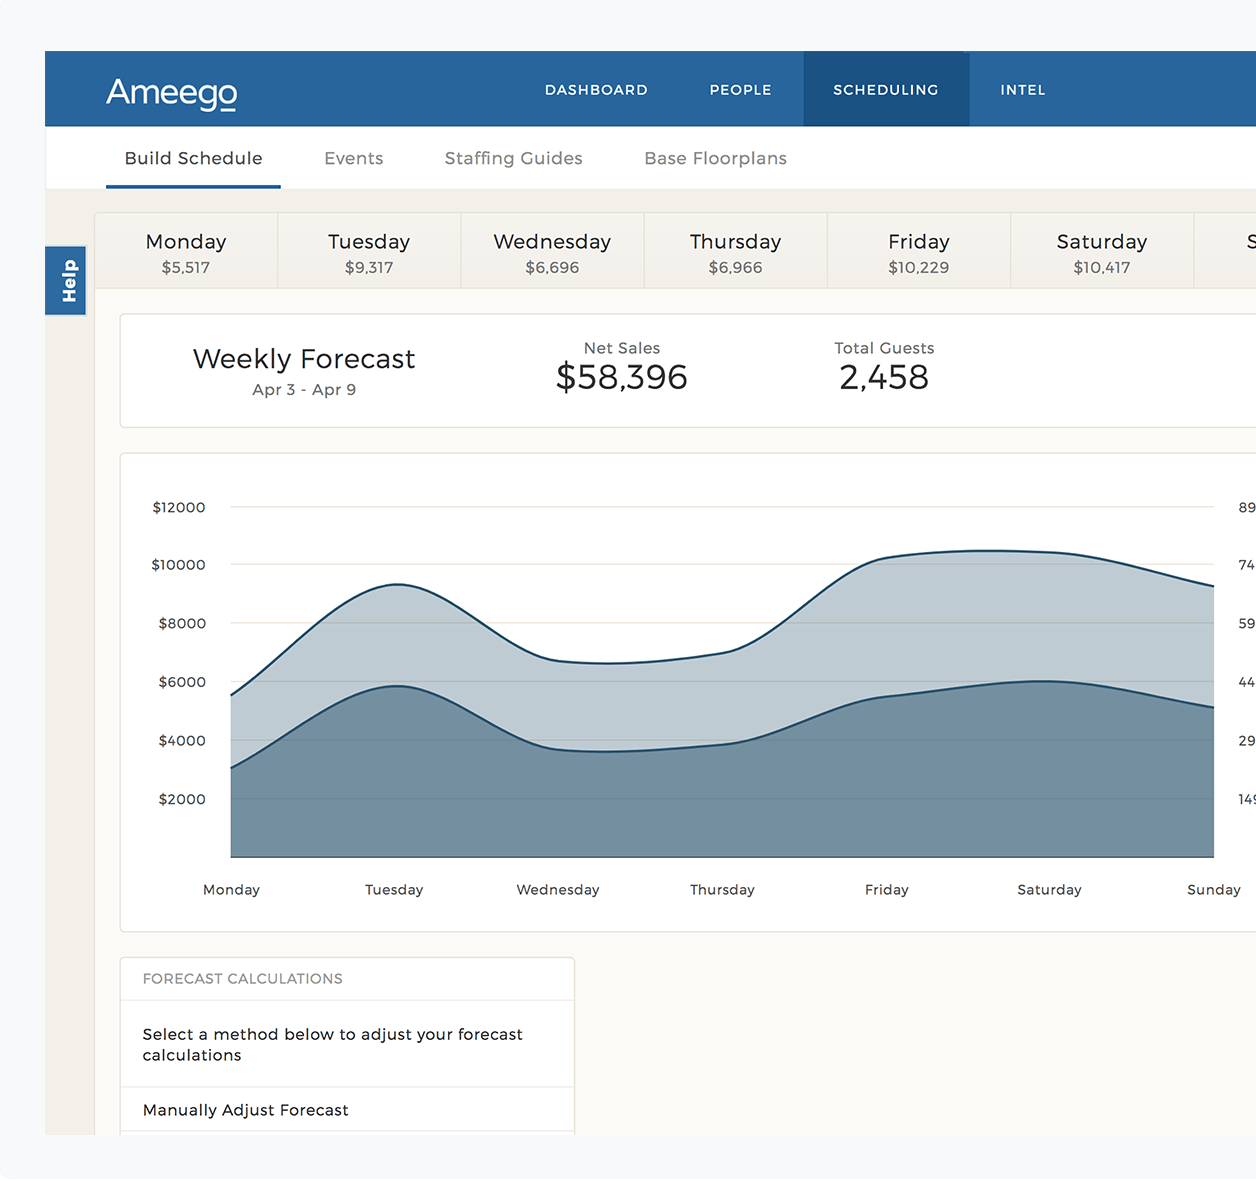 Ameego
DASHBOARD PEOPLE SCHEDULING INTEL
Build Schedule Events Staffing Guides Base Floorplans
Monday Tuesday Wednesday Thursday Friday Saturday
$5,517 $9,317 $6,696 $6,966 $10,229 $10,417
Help
Weekly Forecast
Apr 3 - Apr 9
Net Sales
$58,396
Total Guests
2,458
$12000
$10000
$8000
$6000
$4000
$2000
89
74
59
44
29
149
Monday Tuesday Wednesday Thursday Friday Saturday Sunday
FORECAST CALCULATIONS
Select a method below to adjust your forecast
calculations
Manually Adjust Forecast